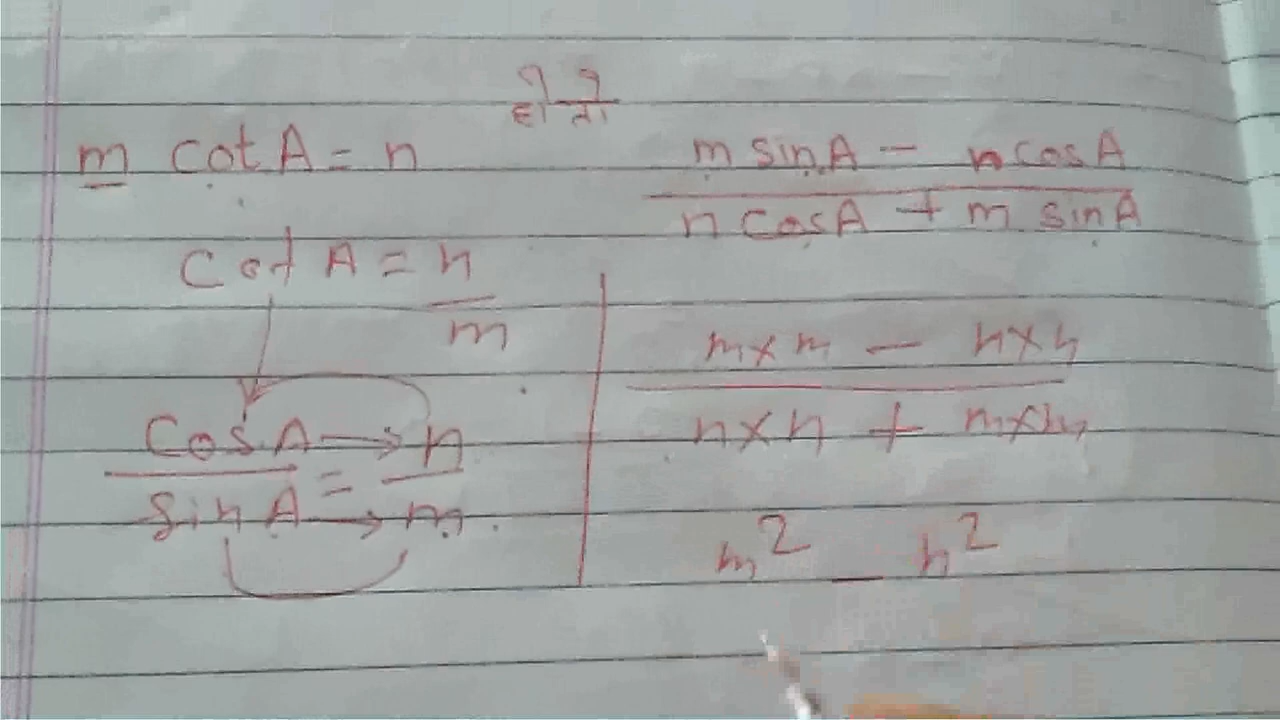 m cot A = n
cot A = n
m
Cos A → n
=
Sin A → m
m sin A - n cos A
n cos A + m sin A
m×m - n×n
n×n + m×m
m² - n²